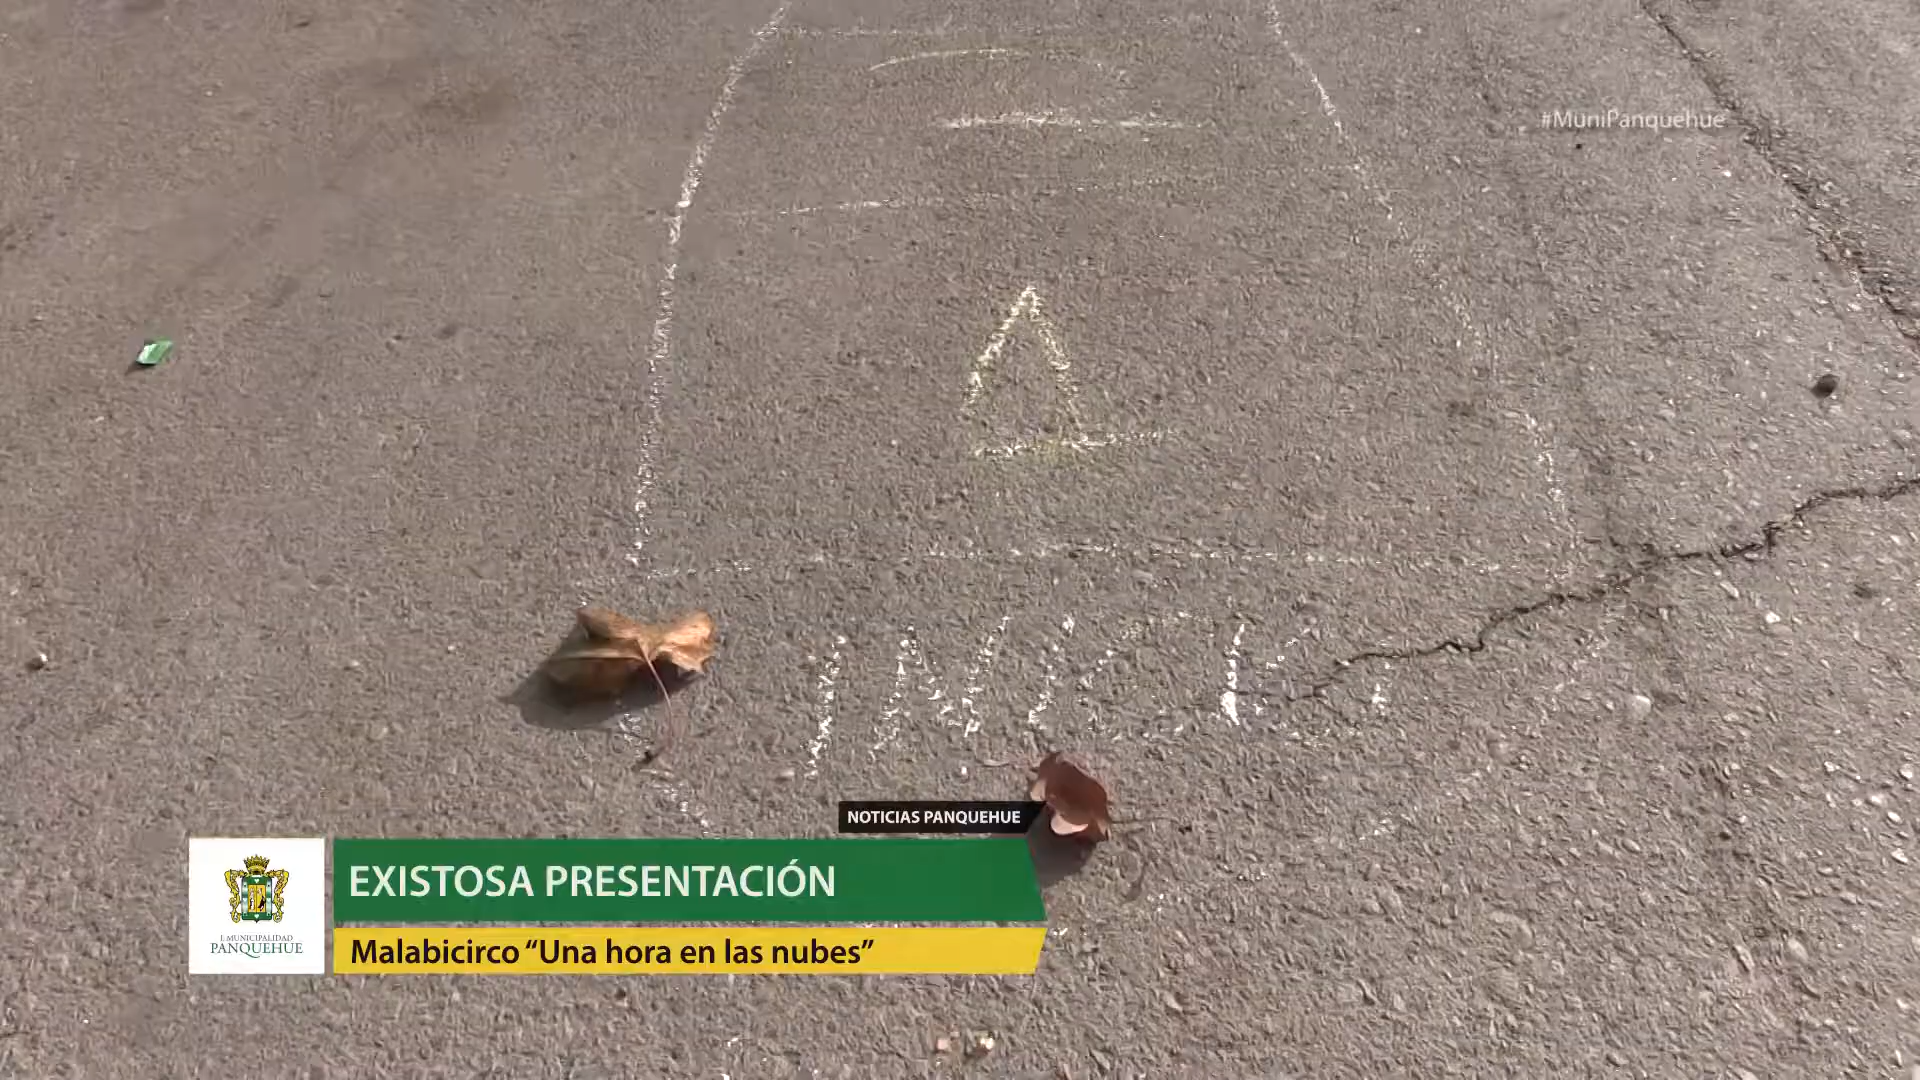 #MuniPanquehue
NOTICIAS PANQUEHUE
EXISTOSA PRESENTACIÓN
Malabicirco “Una hora en las nubes”
I. MUNICIPALIDAD
PANQUEHUE